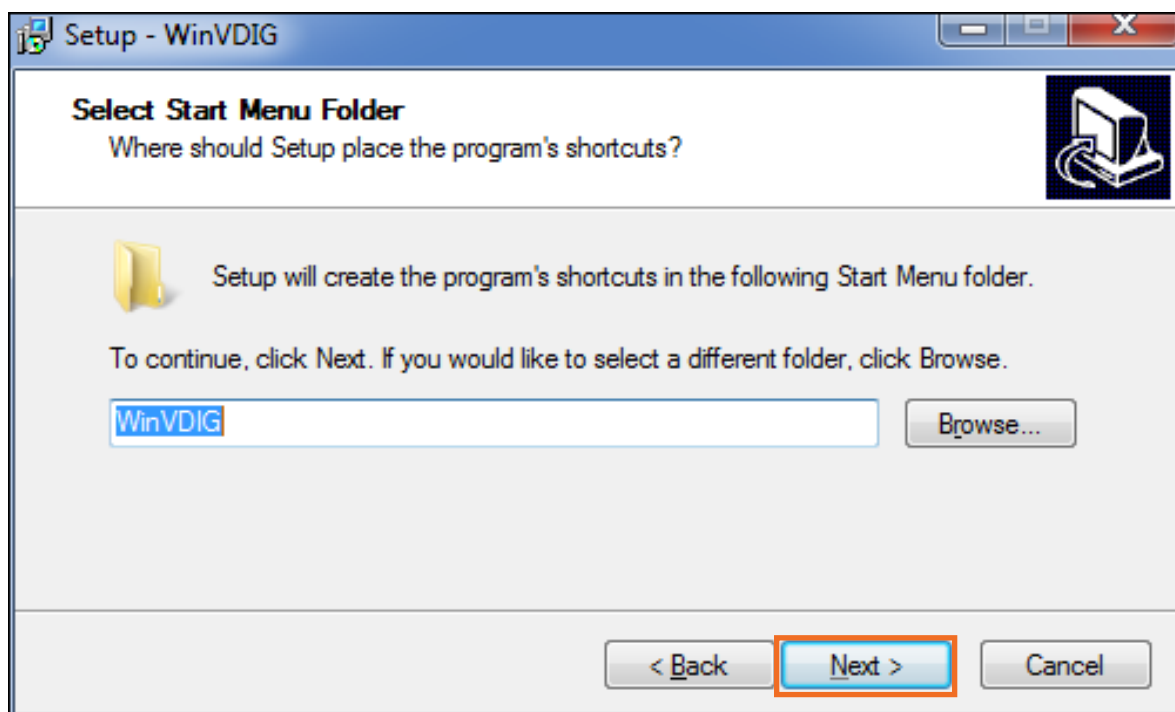 Setup - WinVDIG
Select Start Menu Folder
Where should Setup place the program's shortcuts?
Setup will create the program's shortcuts in the following Start Menu folder.
To continue, click Next. If you would like to select a different folder, click Browse.
WinVDIG
Browse...
< Back
Next >
Cancel